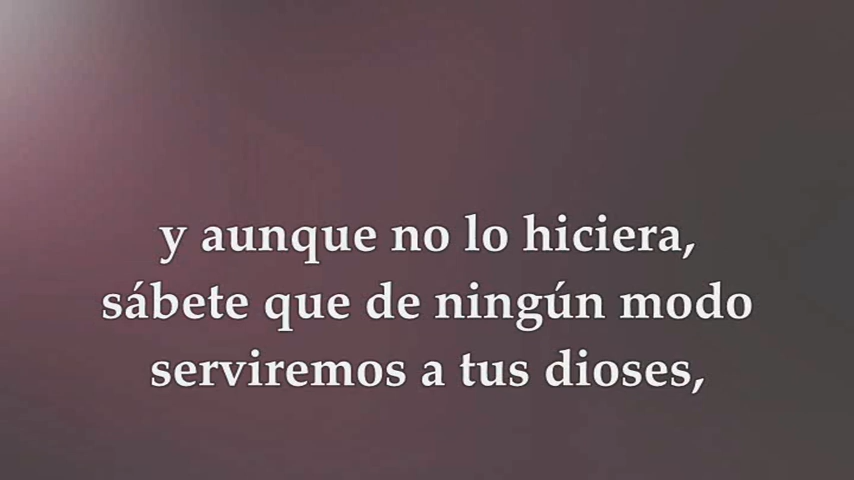 y aunque no lo hiciera,
sábete que de ningún modo
serviremos a tus dioses,